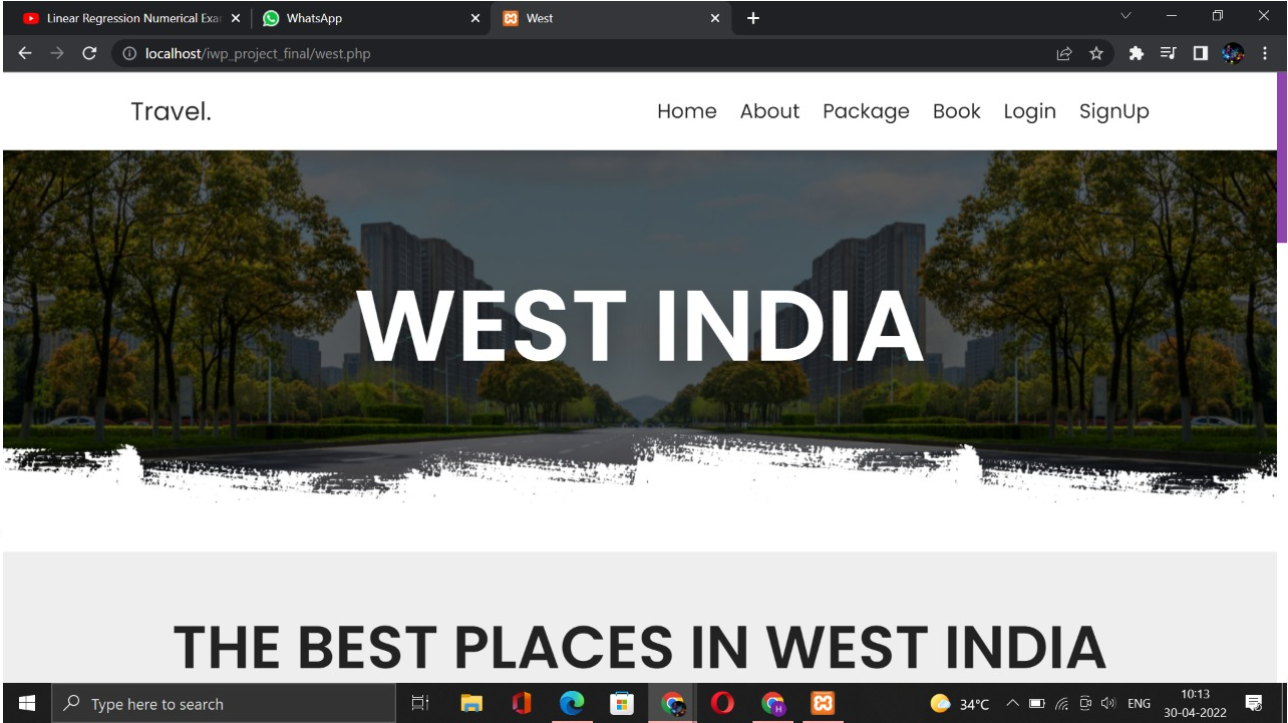 Linear Regression Numerical Exa
WhatsApp
West
localhost/iwp_project_final/west.php
Travel.
Home About Package Book Login SignUp
WEST INDIA
THE BEST PLACES IN WEST INDIA
Type here to search
34°C
ENG
10:13
30-04-2022